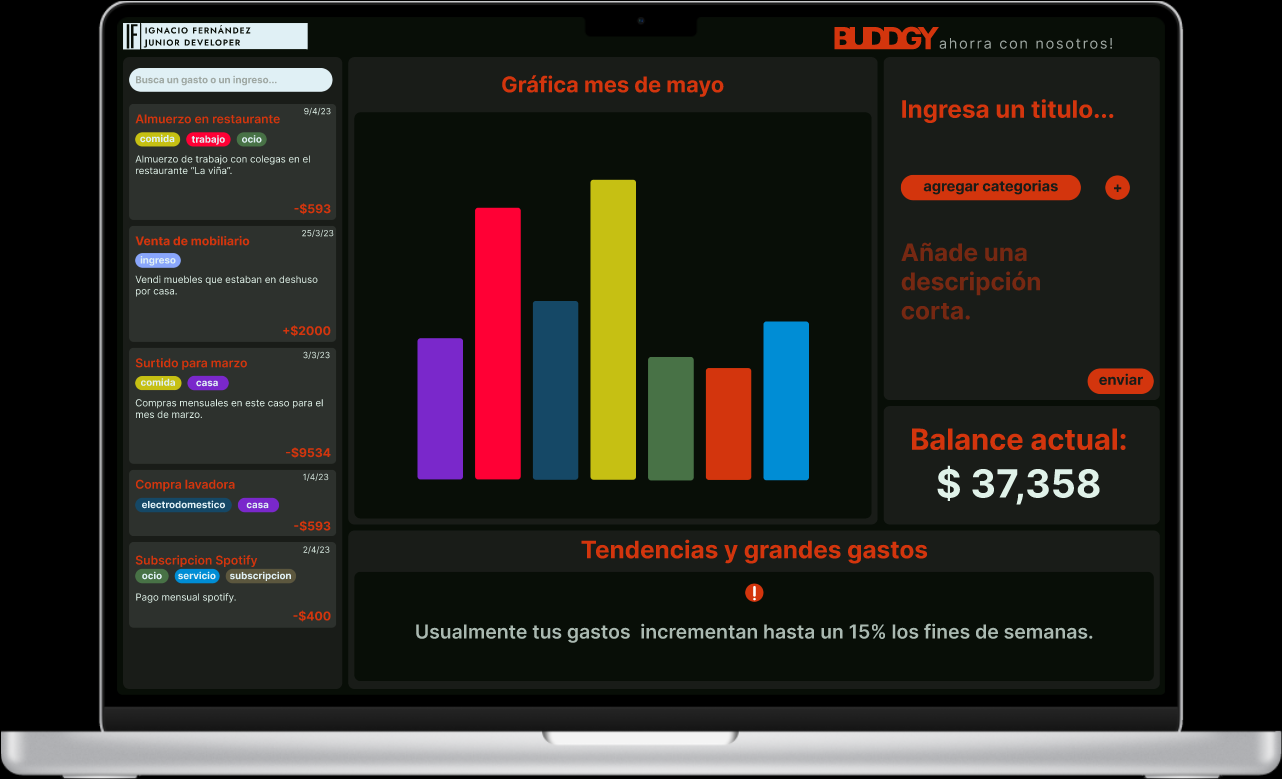 IF
IGNACIO FERNÁNDEZ
JUNIOR DEVELOPER
BUDDGY ahorra con nosotros!
Busca un gasto o un ingreso...
9/4/23
Almuerzo en restaurante
comida trabajo ocio
Almuerzo de trabajo con colegas en el
restaurante "La viña".
-$593
25/3/23
Venta de mobiliario
ingreso
Vendi muebles que estaban en deshuso
por casa.
+$2000
3/3/23
Surtido para marzo
comida casa
Compras mensuales en este caso para el
mes de marzo.
-$9534
1/4/23
Compra lavadora
electrodomestico casa
-$593
2/4/23
Subscripcion Spotify
ocio servicio subscripcion
Pago mensual spotify.
-$400
Gráfica mes de mayo
Ingresa un titulo...
agregar categorias +
Añade una
descripción
corta.
enviar
Balance actual:
$ 37,358
Tendencias y grandes gastos
!
Usualmente tus gastos  incrementan hasta un 15% los fines de semanas.